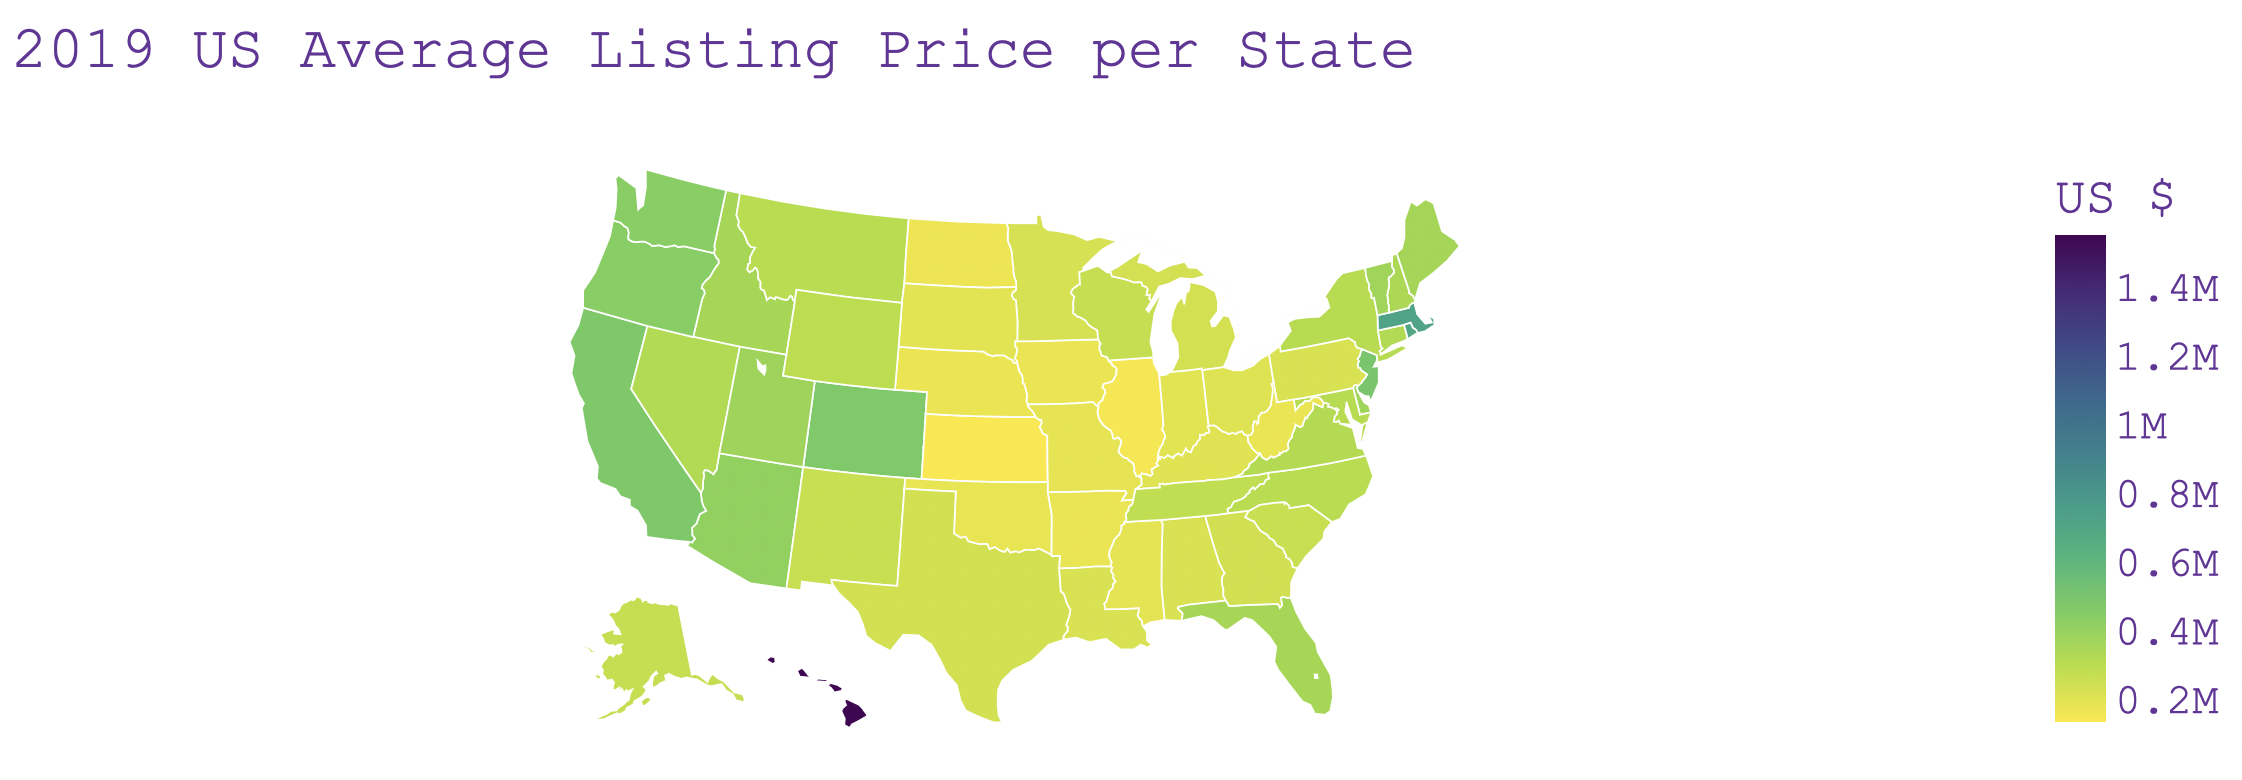 2019 US Average Listing Price per State
US $
1.4M
1.2M
1M
0.8M
0.6M
0.4M
0.2M